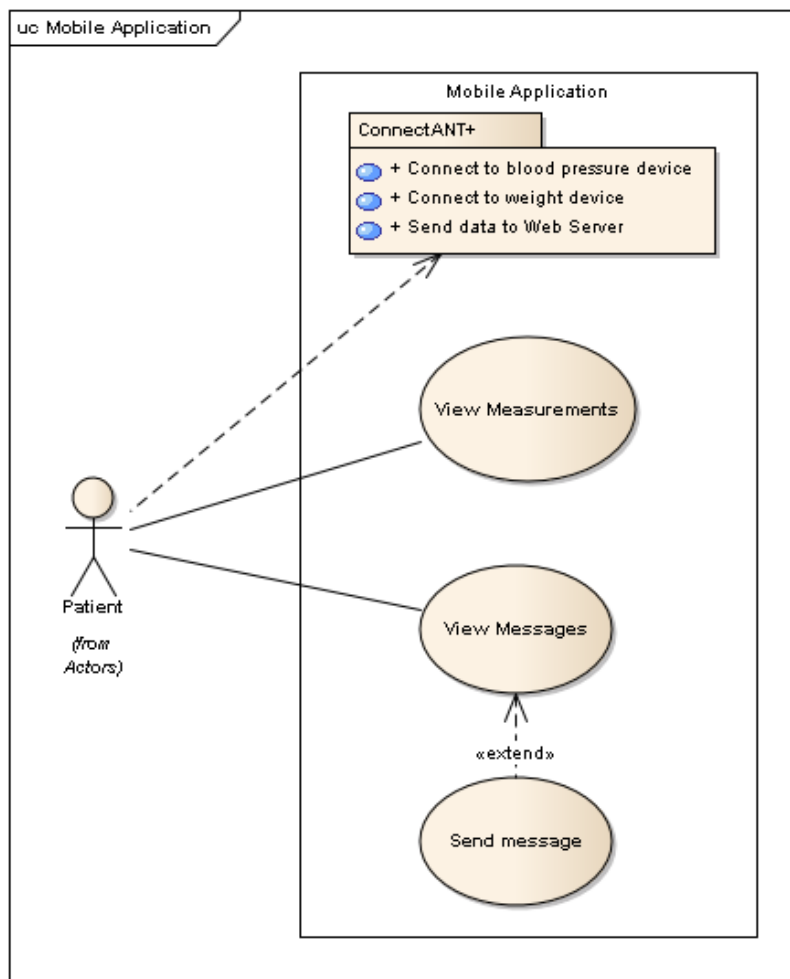 uc Mobile Application
Mobile Application
ConnectANT+
+ Connect to blood pressure device
+ Connect to weight device
+ Send data to Web Server
View Measurements
Patient
(from
Actors)
View Messages
«extend»
Send message